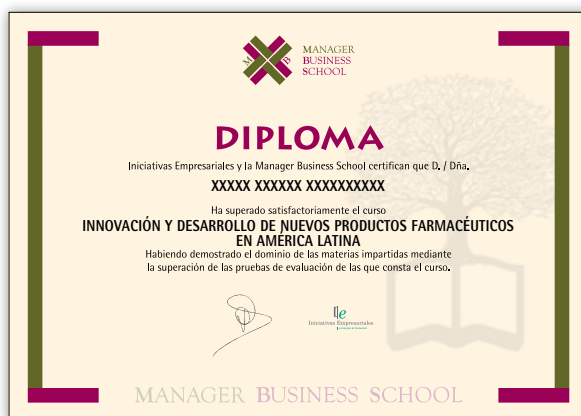 M B
MANAGER
BUSINESS
SCHOOL
DIPLOMA
Iniciativas Empresariales y la Manager Business School certifican que D. / Dña.
XXXXX XXXXXX XXXXXXXXXX
Ha superado satisfactoriamente el curso
INNOVACIÓN Y DESARROLLO DE NUEVOS PRODUCTOS FARMACÉUTICOS
EN AMÉRICA LATINA
Habiendo demostrado el dominio de las materias impartidas mediante
la superación de las pruebas de evaluación de las que consta el curso.
Ie
Iniciativas Empresariales
MANAGER BUSINESS SCHOOL